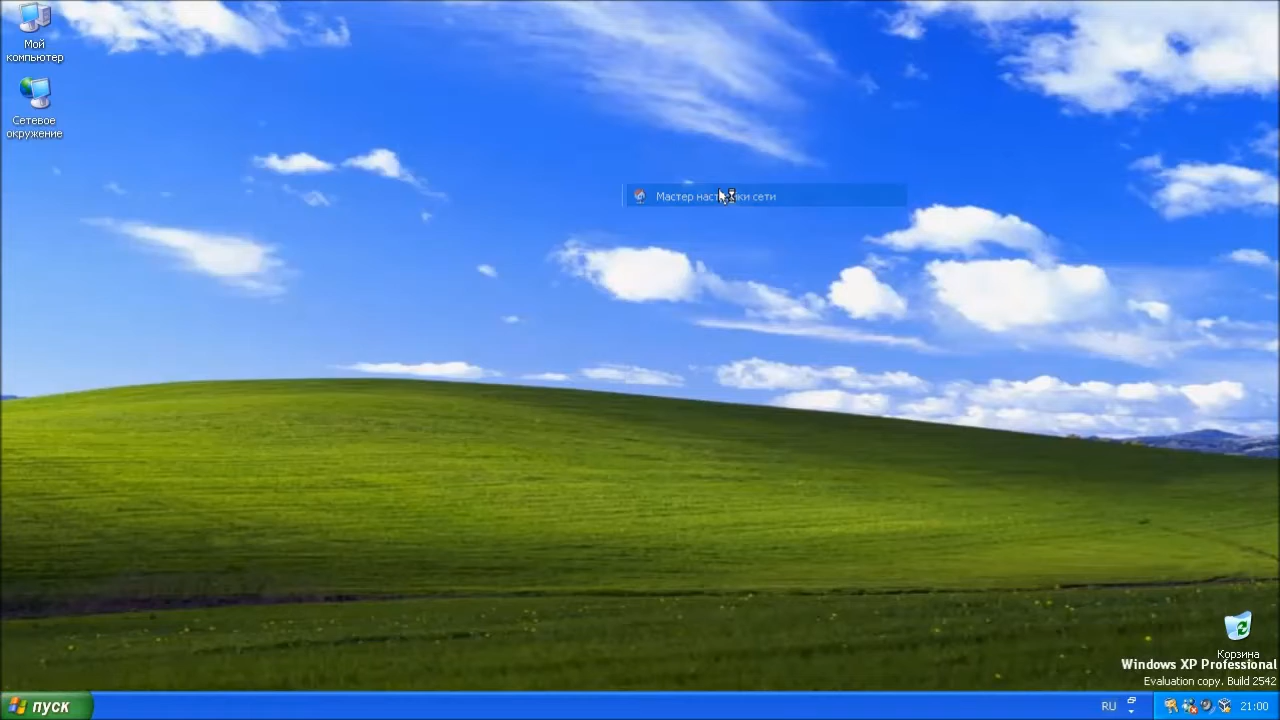 Мой
компьютер
Сетевое
окружение
Мастер настройки сети
Корзина
Windows XP Professional
Evaluation copy. Build 2542
пуск
RU
21:00